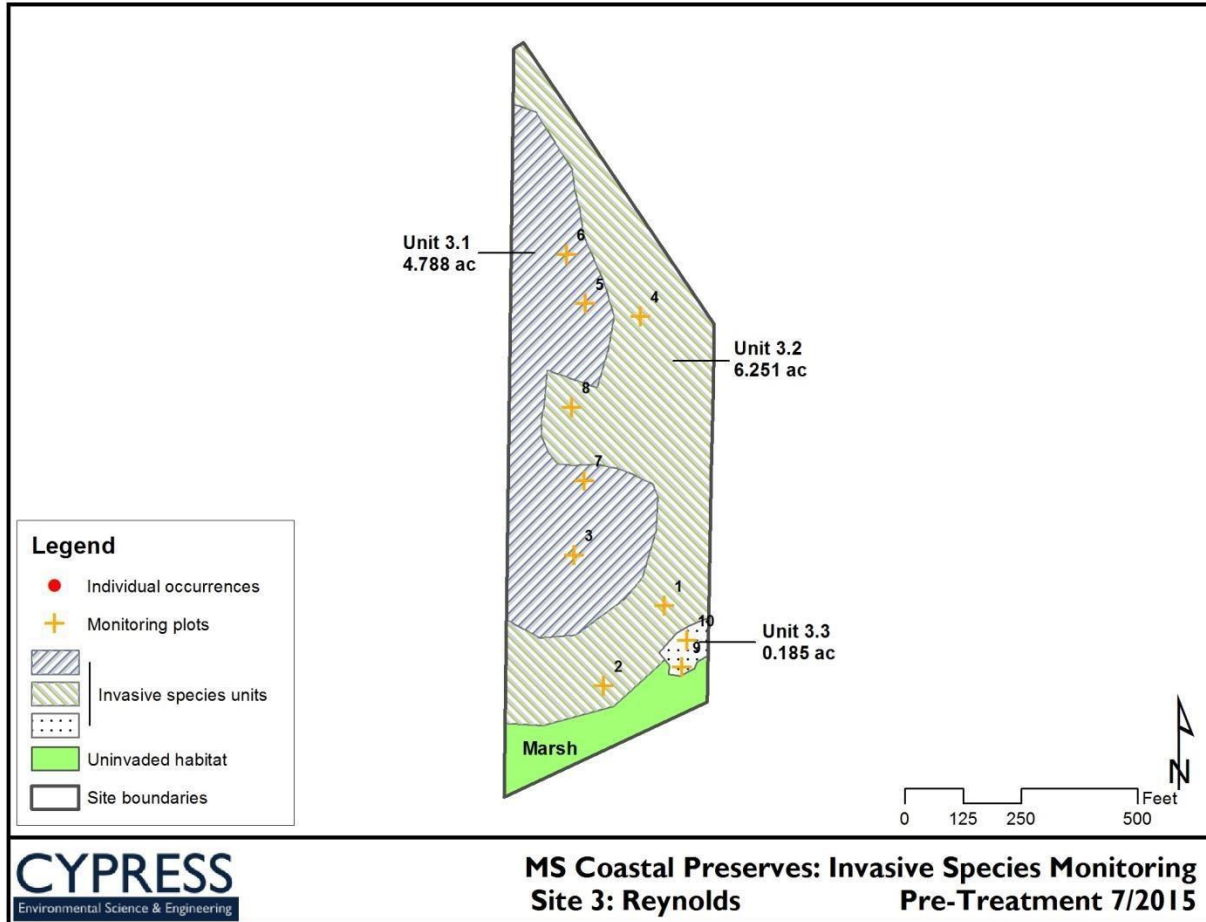 Unit 3.1
4.788 ac
6
5
4
Unit 3.2
6.251 ac
8
7
3
1
10
Unit 3.3
0.185 ac
9
2
Marsh
Legend
Individual occurrences
Monitoring plots
Invasive species units
Uninvaded habitat
Site boundaries
N
Feet
0 125 250 500
CYPRESS
Environmental Science & Engineering
MS Coastal Preserves: Invasive Species Monitoring
Site 3: Reynolds Pre-Treatment 7/2015